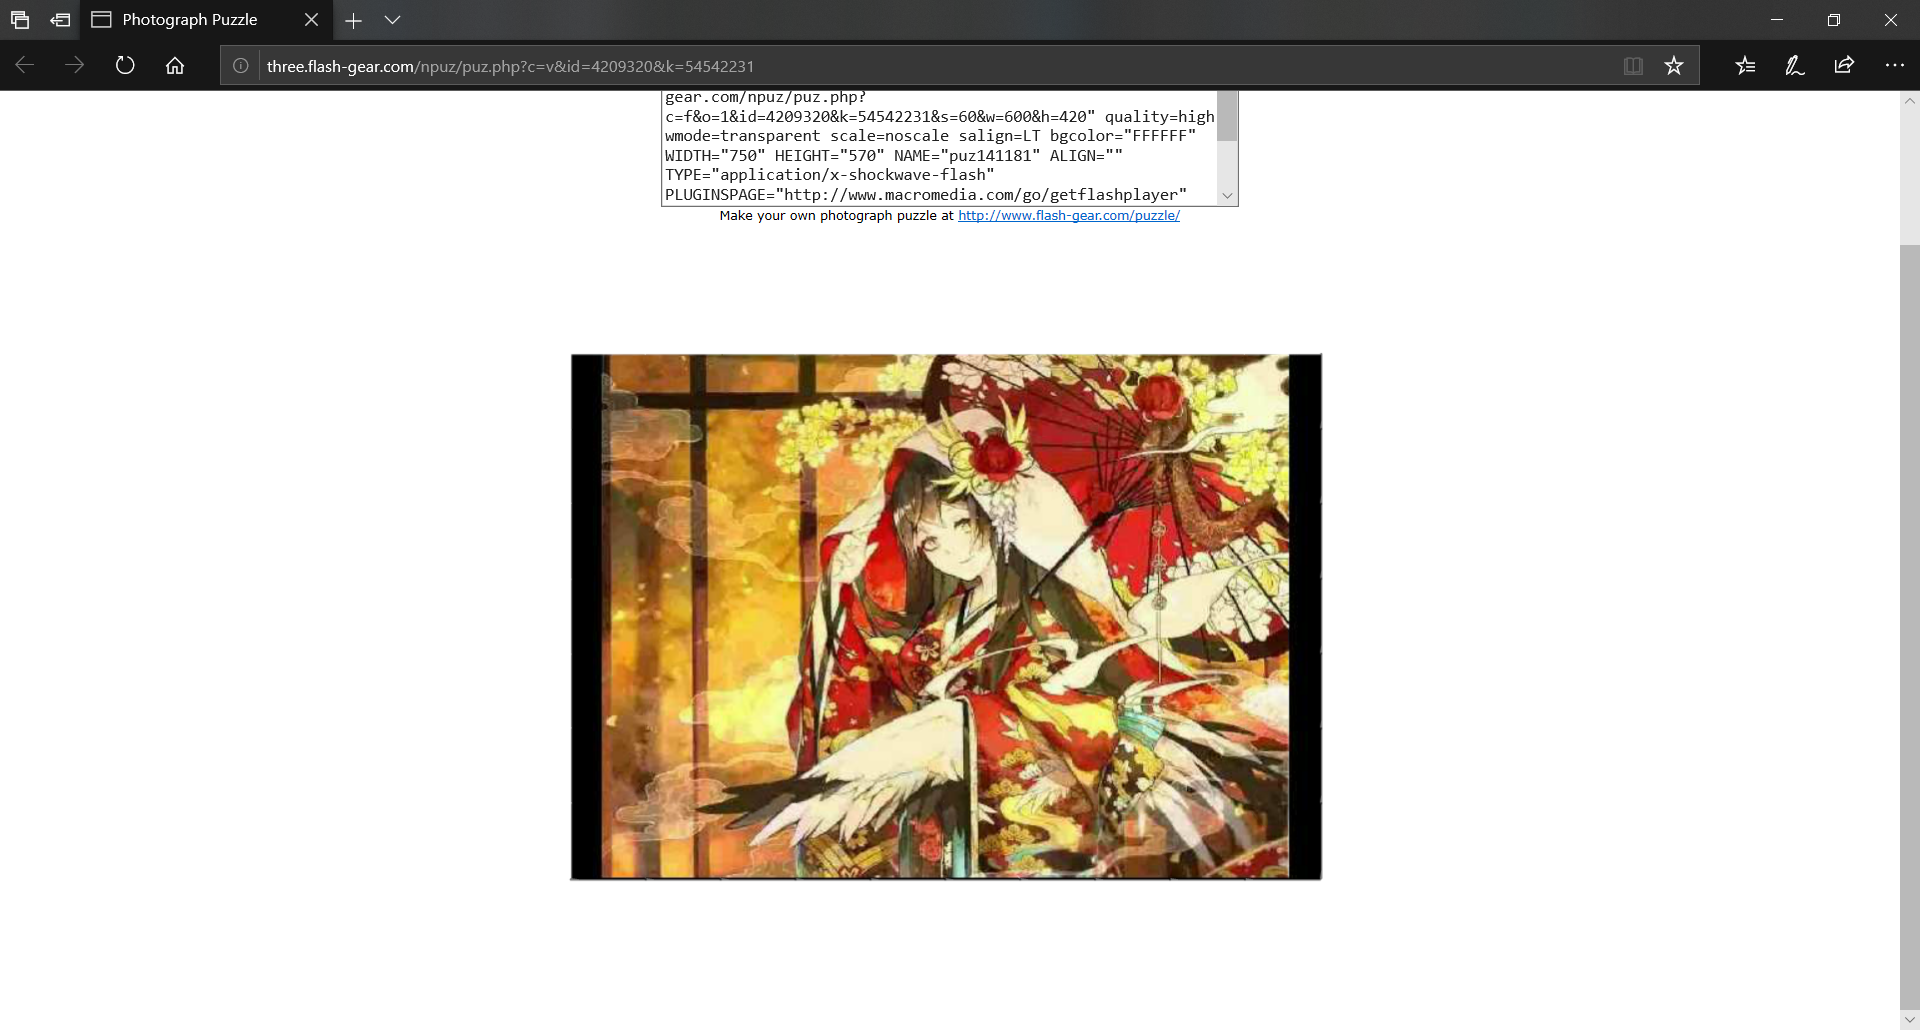 Photograph Puzzle
three.flash-gear.com/npuz/puz.php?c=v&id=4209320&k=54542231
gear.com/npuz/puz.php?
c=f&o=1&id=4209320&k=54542231&s=60&w=600&h=420" quality=high
wmode=transparent scale=noscale salign=LT bgcolor="FFFFFF"
WIDTH="750" HEIGHT="570" NAME="puz141181" ALIGN=""
TYPE="application/x-shockwave-flash"
PLUGINSPAGE="http://www.macromedia.com/go/getflashplayer"
Make your own photograph puzzle at http://www.flash-gear.com/puzzle/